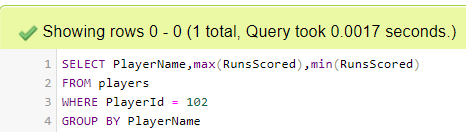 Showing rows 0 - 0 (1 total, Query took 0.0017 seconds.)
1 SELECT PlayerName,max(RunsScored),min(RunsScored)
2 FROM players
3 WHERE PlayerId = 102
4 GROUP BY PlayerName